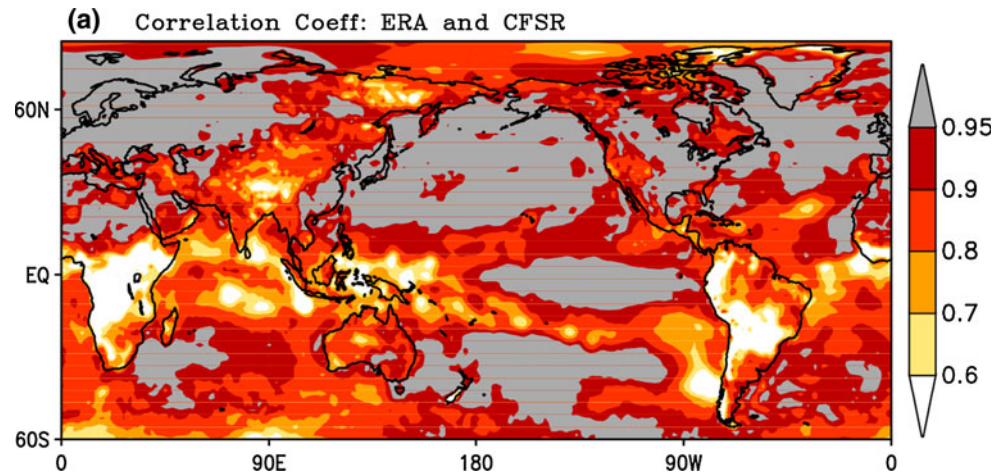 (a) Correlation Coeff: ERA and CFSR
60N
EQ
60S
0 90E 180 90W 0
0.95
0.9
0.8
0.7
0.6